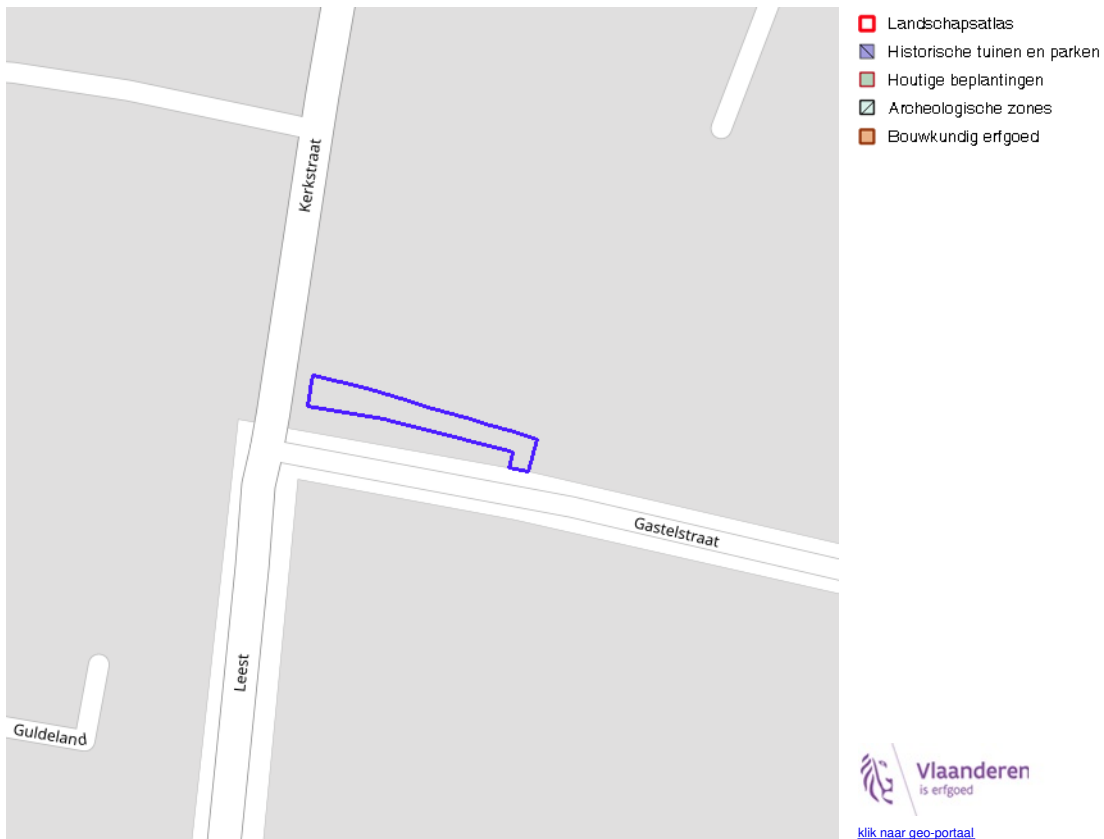 Landschapsatlas
Historische tuinen en parken
Houtige beplantingen
Archeologische zones
Bouwkundig erfgoed
Kerkstraat
Gastelstraat
Leest
Guldeland
Vlaanderen
is erfgoed
klik naar geo-portaal